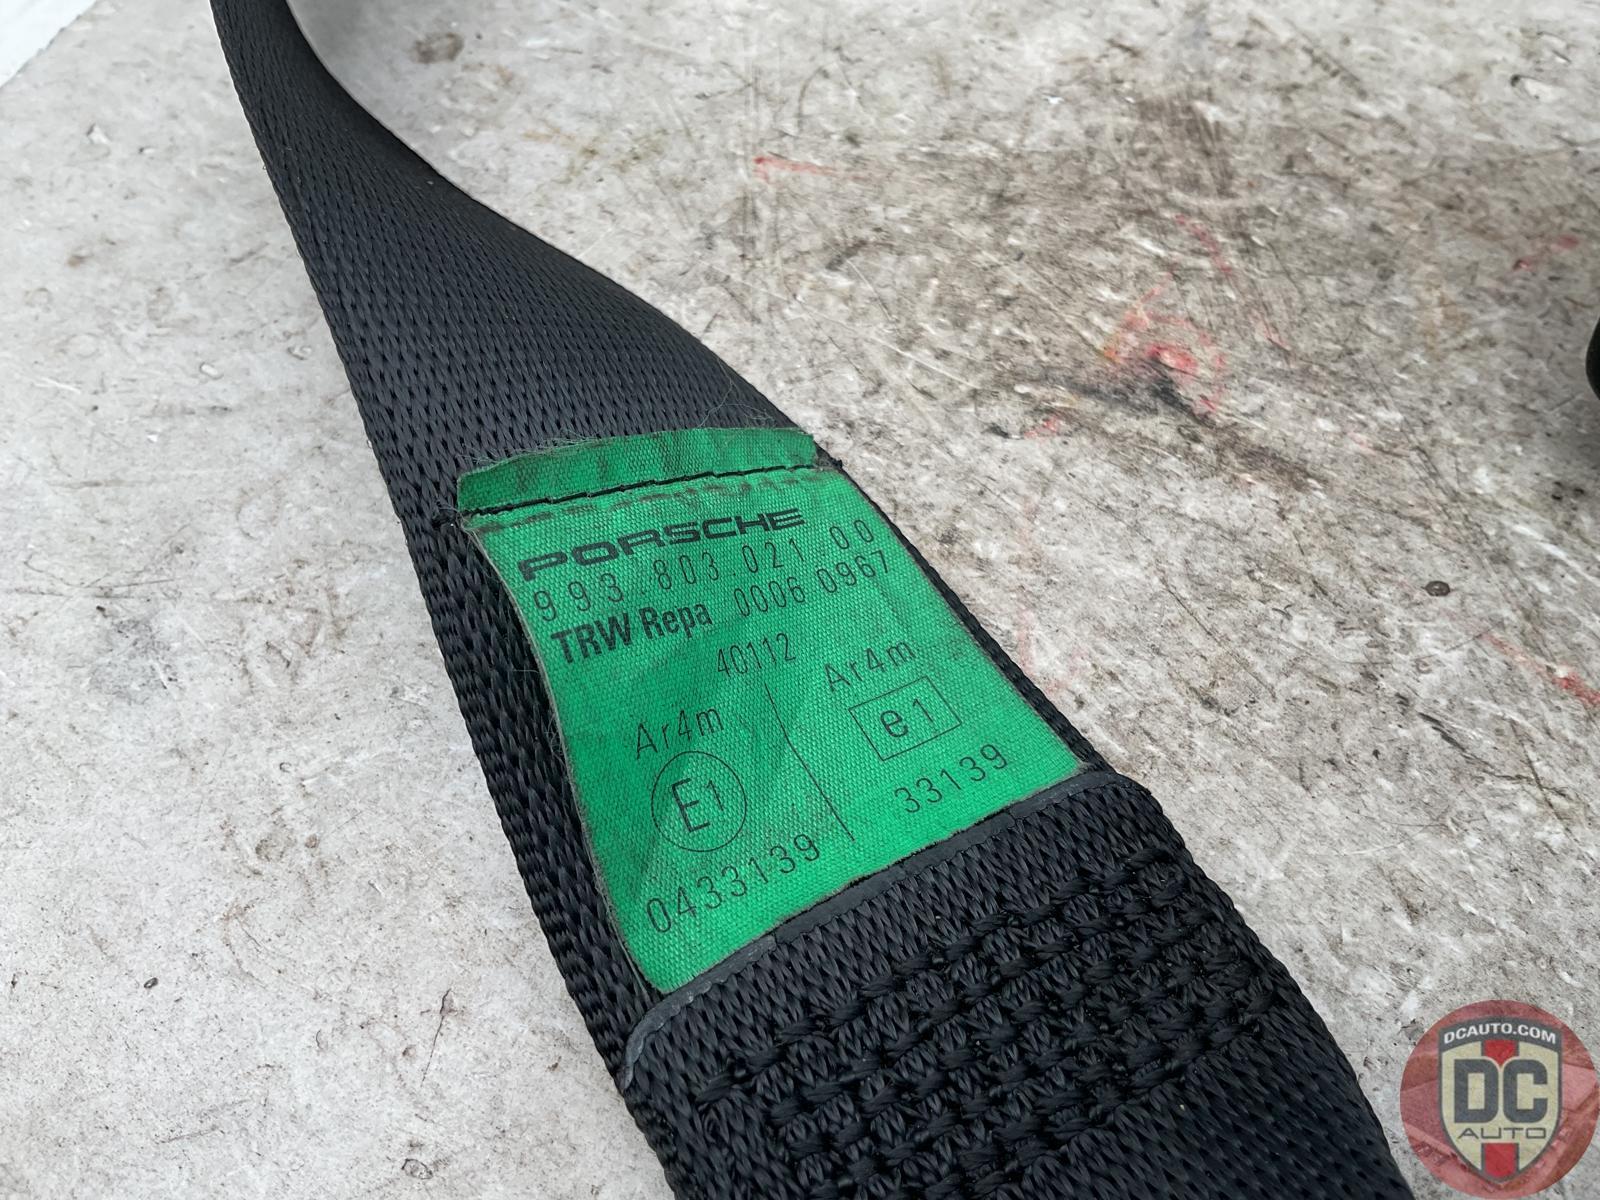 PORSCHE
993.803.021 00
TRW Repa 0006 0967
40112
Ar4m
E1
0433139
Ar4m
e1
33139
DCAUTO.COM
DC
AUTO